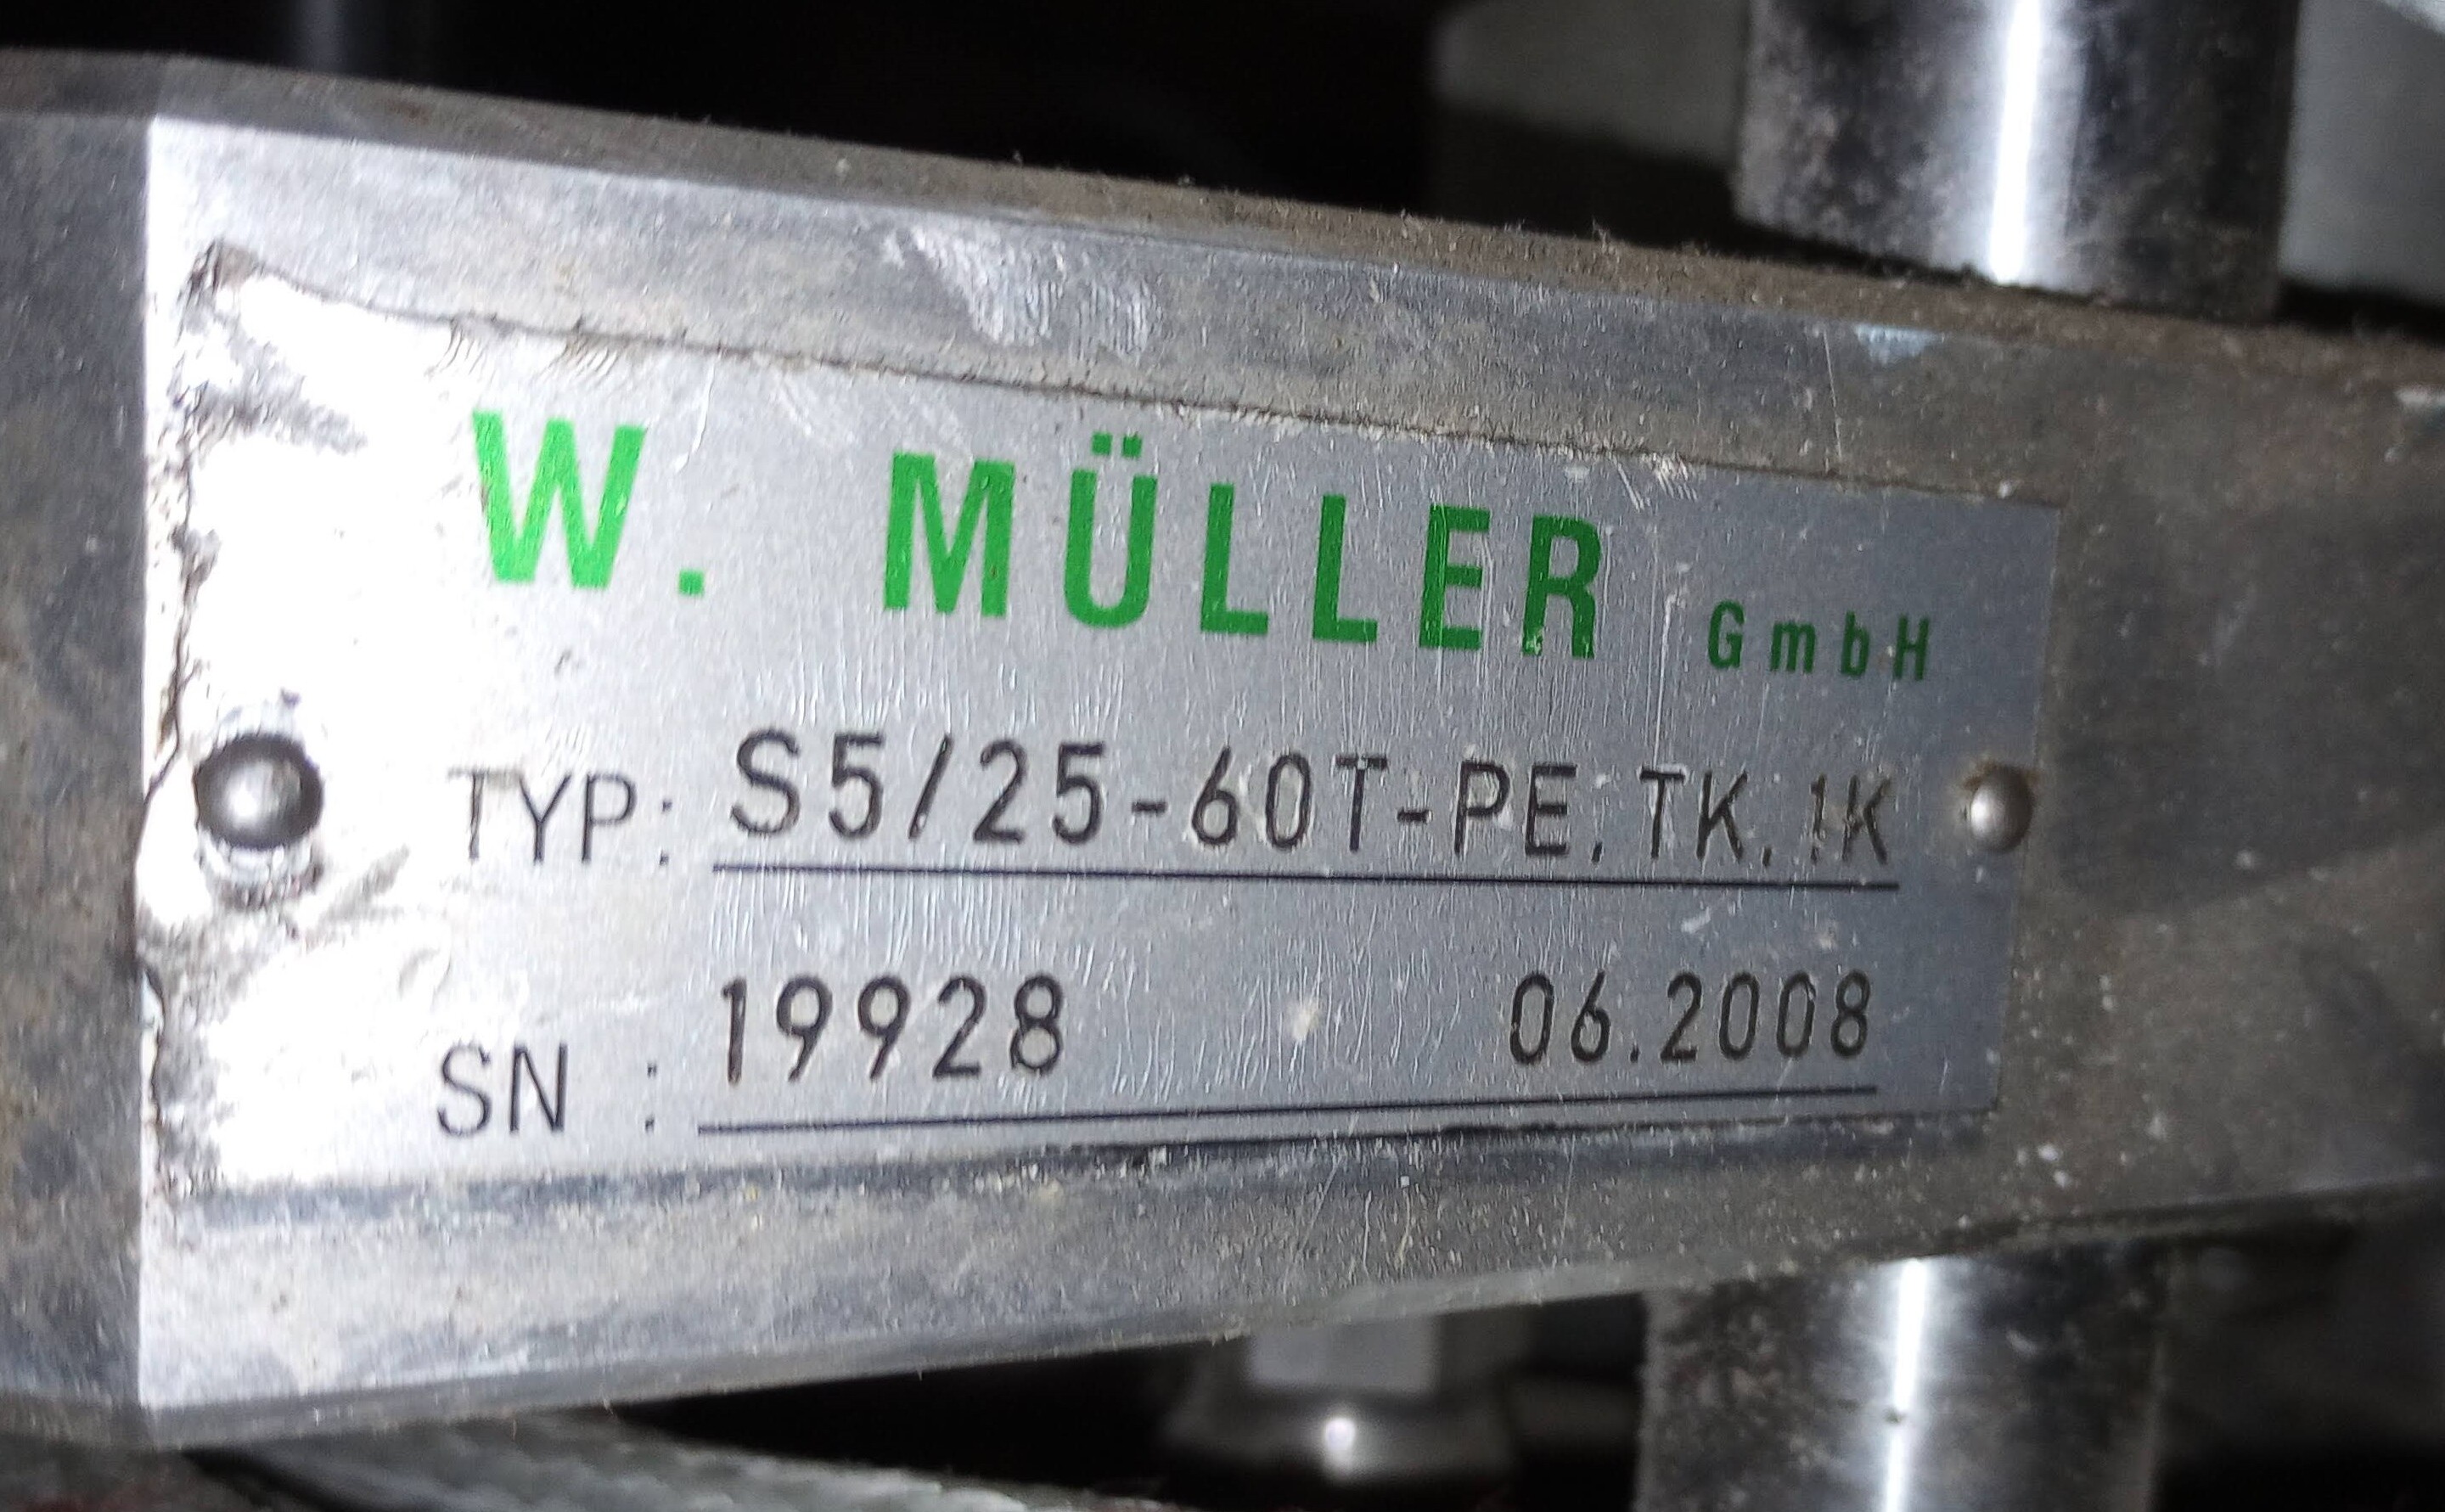 W. MÜLLER GmbH
TYP: S5/25-60T-PE.TK.1K
SN : 19928 06.2008